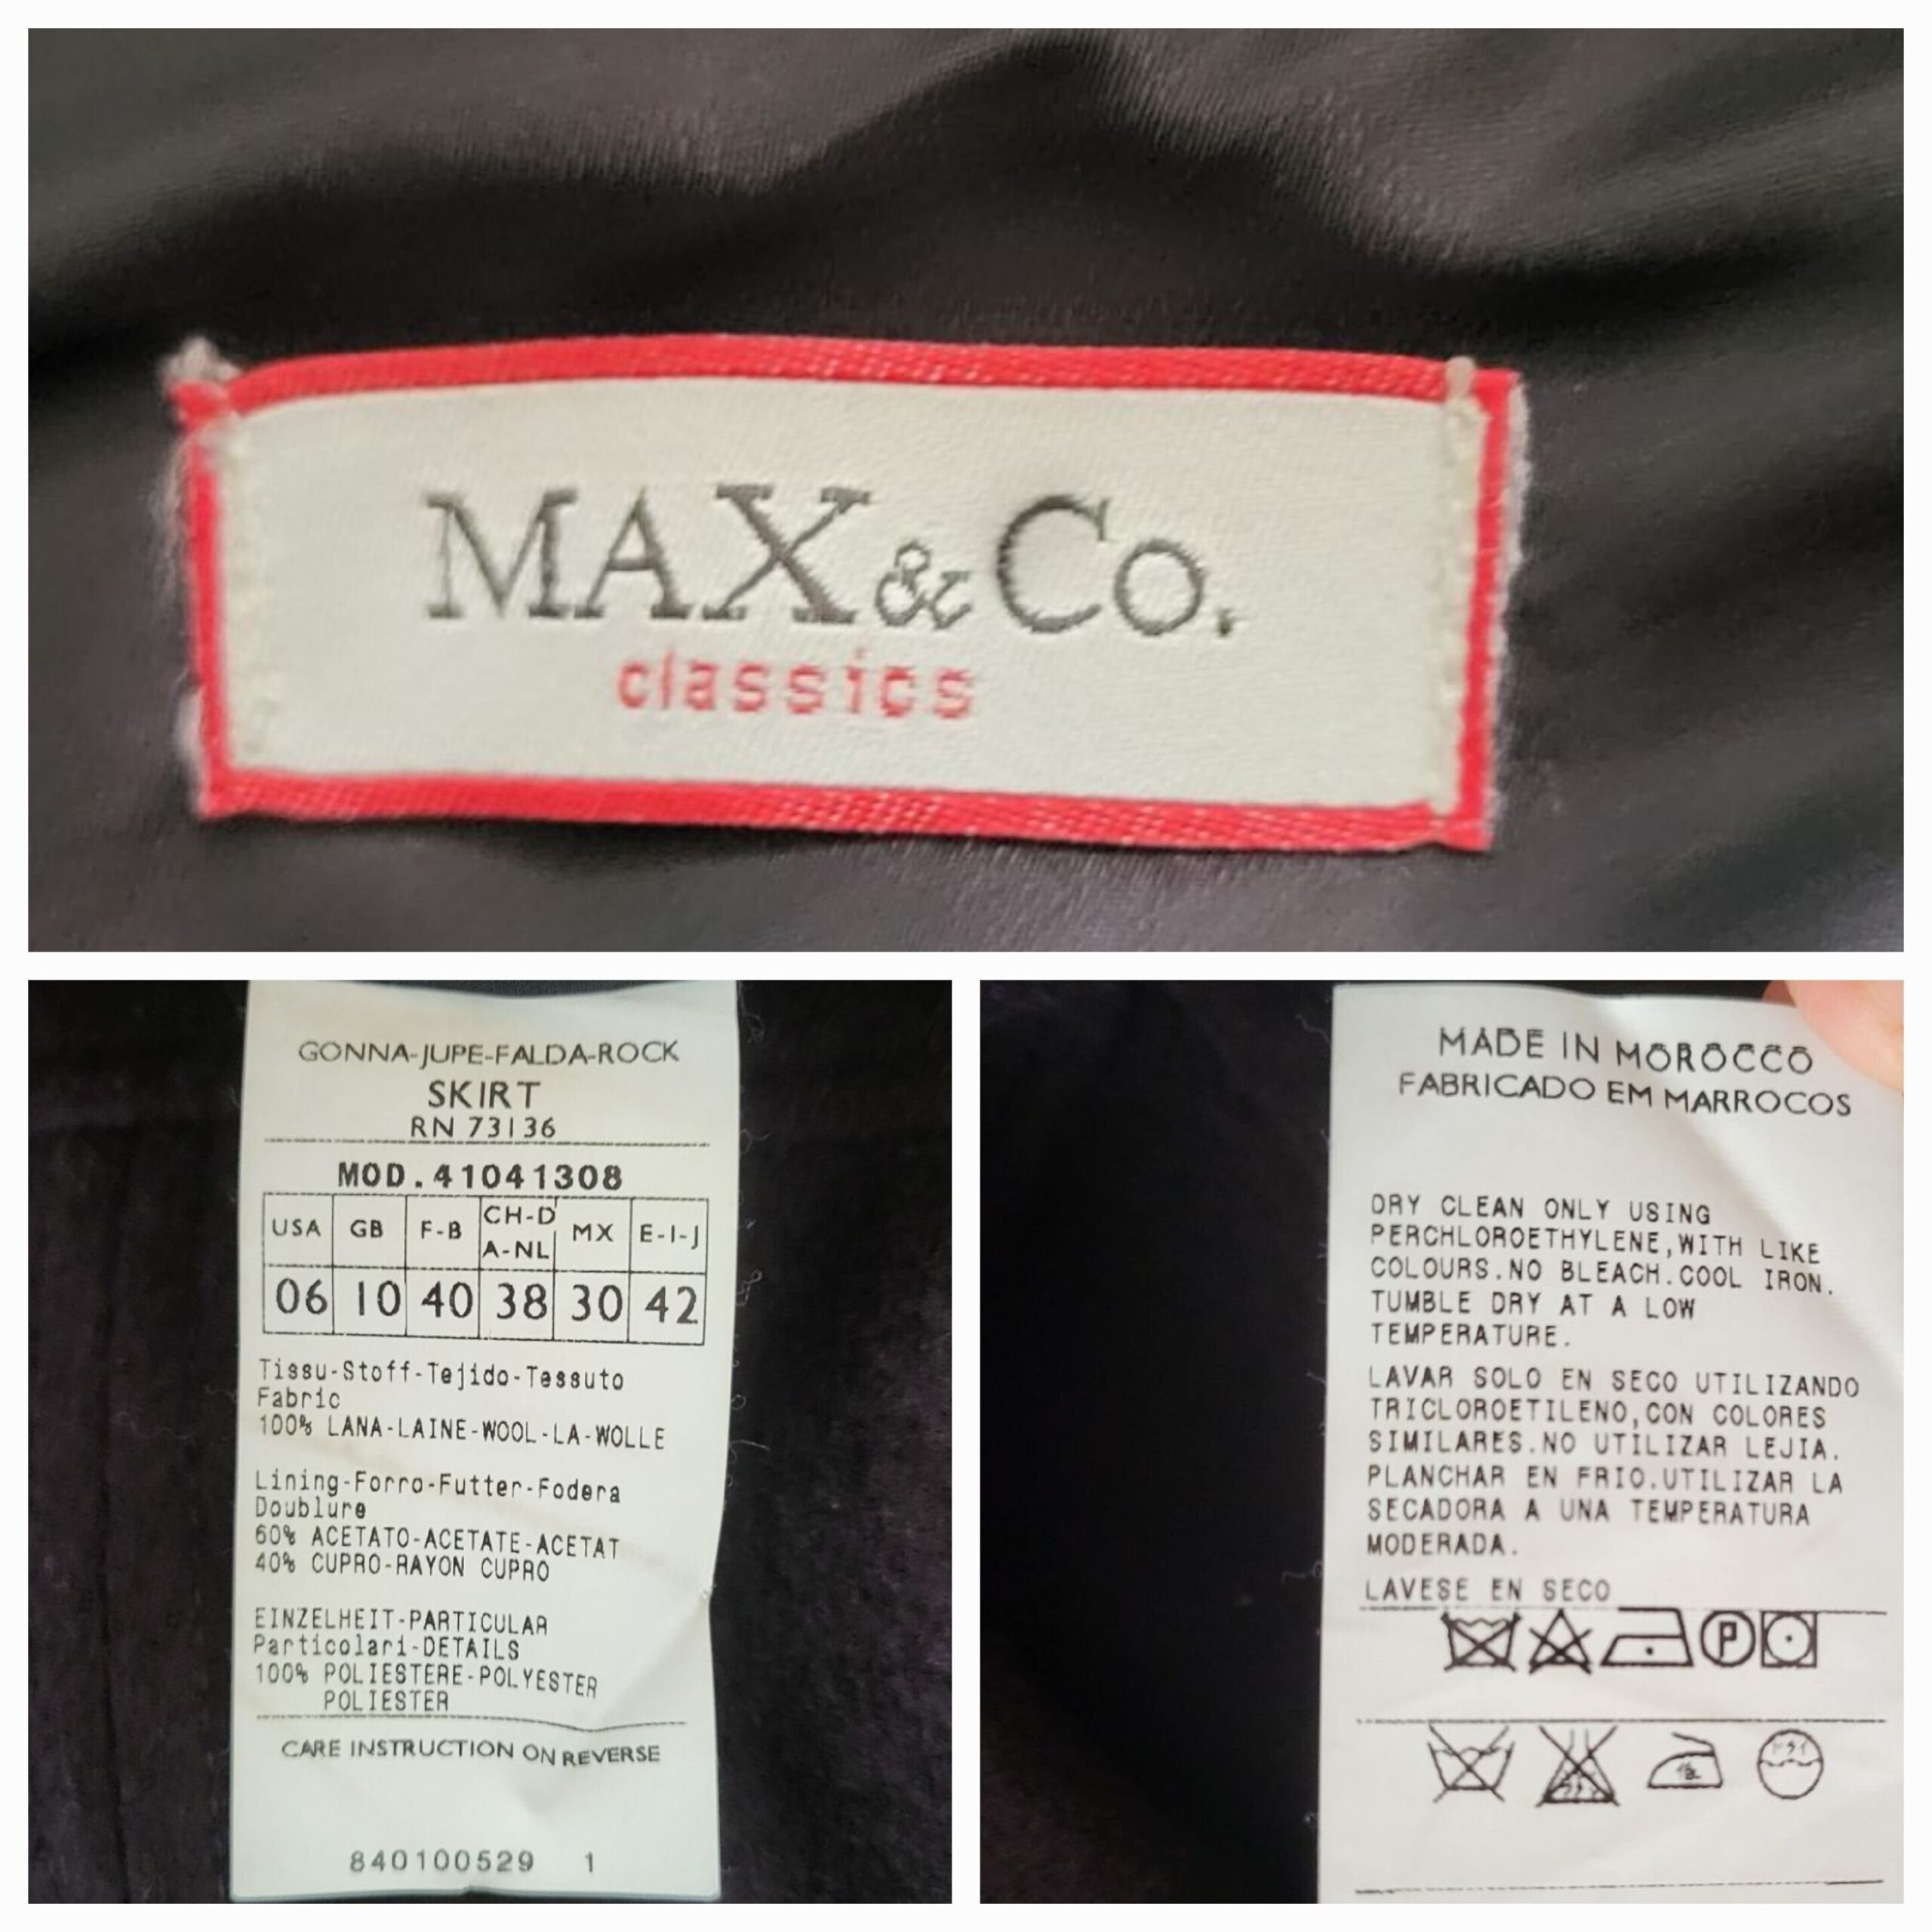 MAX&Co.
classics
GONNA-JUPE-FALDA-ROCK
SKIRT
RN 73136
MOD.41041308
USA GB F-B CH-D A-NL MX E-I-J
06 10 40 38 30 42
Tissu-Stoff-Tejido-Tessuto
Fabric
100% LANA-LAINE-WOOL-LA-WOLLE
Lining-Forro-Futter-Fodera
Doublure
60% ACETATO-ACETATE-ACETAT
40% CUPRO-RAYON CUPRO
EINZELHEIT-PARTICULAR
Particolari-DETAILS
100% POLIESTERE-POLYESTER
POLIESTER
CARE INSTRUCTION ON REVERSE
840100529 1
MADE IN MOROCCO
FABRICADO EM MARROCOS
DRY CLEAN ONLY USING
PERCHLOROETHYLENE,WITH LIKE
COLOURS.NO BLEACH.COOL IRON.
TUMBLE DRY AT A LOW
TEMPERATURE.
LAVAR SOLO EN SECO UTILIZANDO
TRICLOROETILENO,CON COLORES
SIMILARES.NO UTILIZAR LEJIA.
PLANCHAR EN FRIO.UTILIZAR LA
SECADORA A UNA TEMPERATURA
MODERADA.
LAVESE EN SECO
P